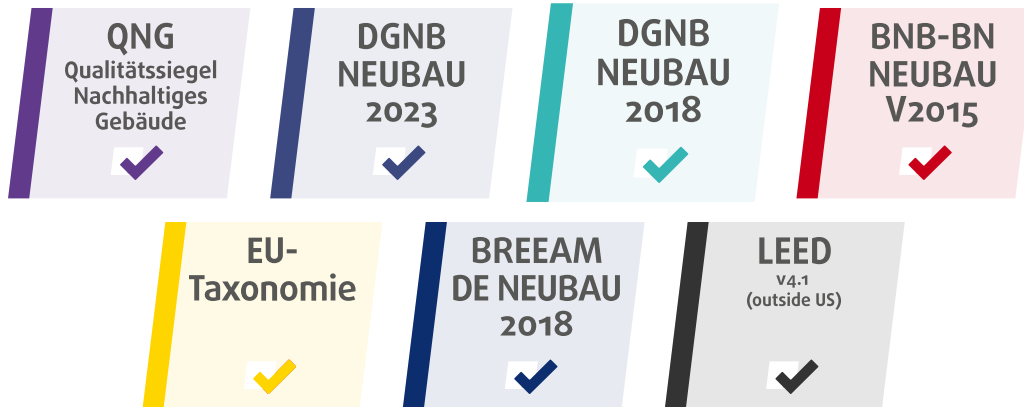 QNG
Qualitätssiegel
Nachhaltiges
Gebäude
DGNB
NEUBAU
2023
DGNB
NEUBAU
2018
BNB-BN
NEUBAU
V2015
EU-
Taxonomie
BREEAM
DE NEUBAU
2018
LEED
v4.1
(outside US)